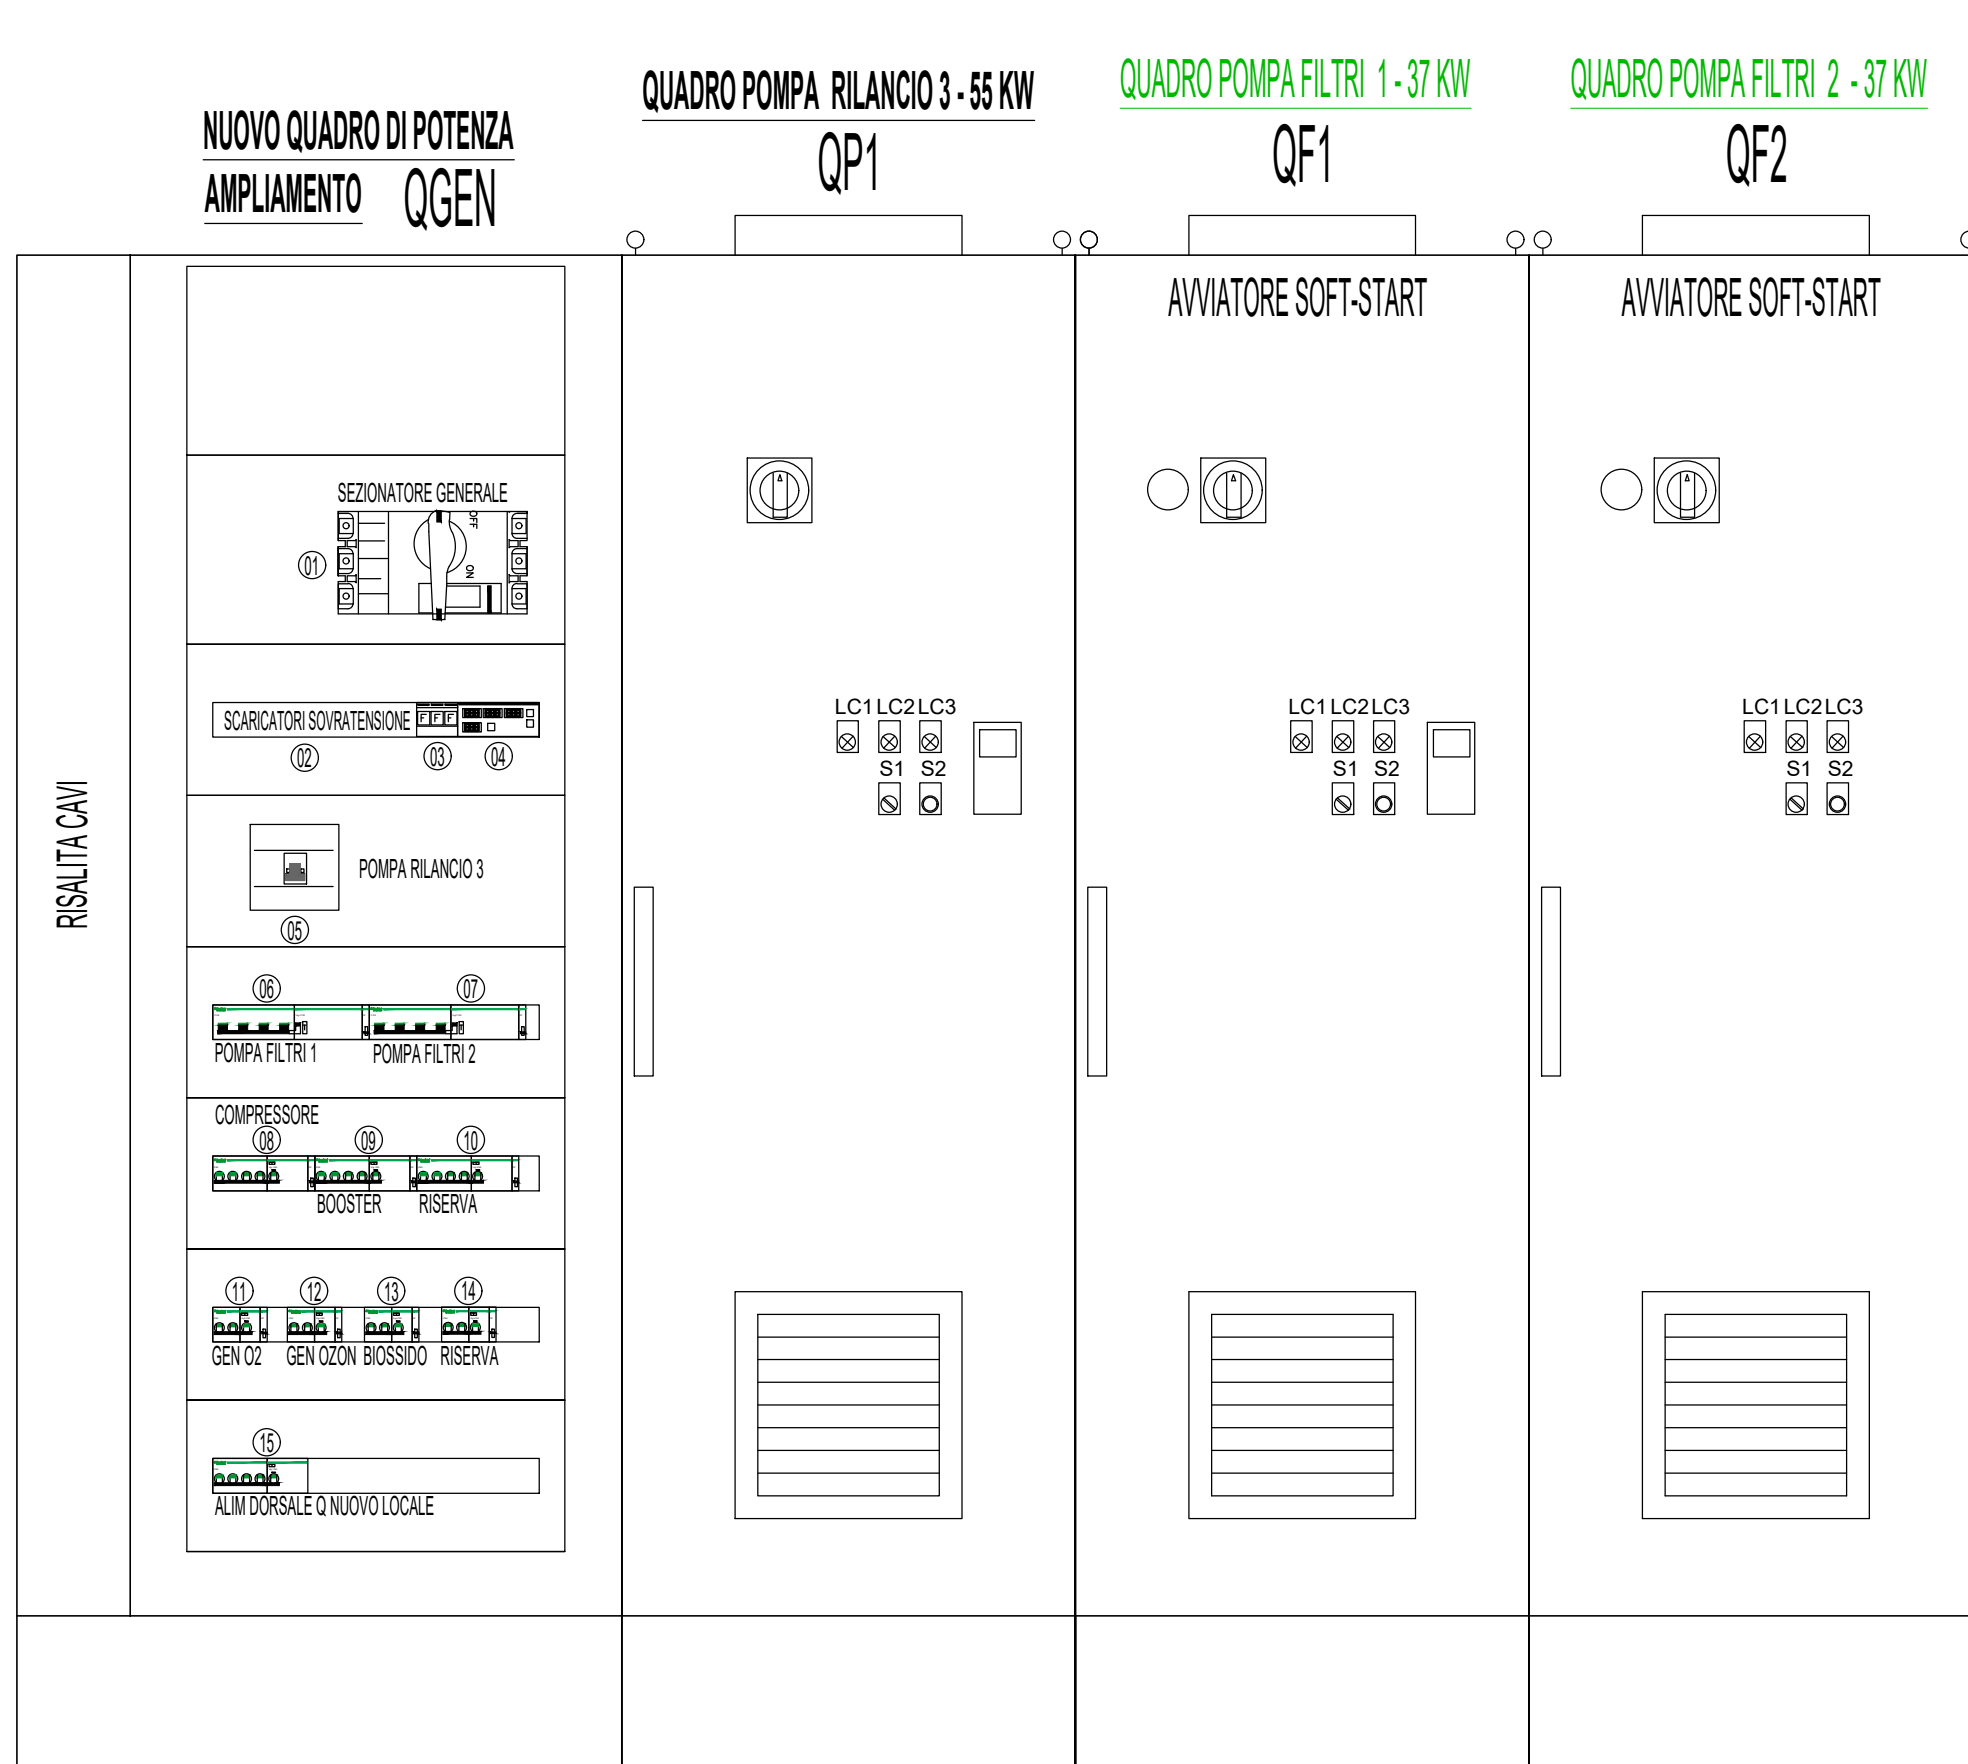 NUOVO QUADRO DI POTENZA
AMPLIAMENTO QGEN
QUADRO POMPA RILANCIO 3 - 55 KW
QP1
QUADRO POMPA FILTRI 1 - 37 KW
QF1
QUADRO POMPA FILTRI 2 - 37 KW
QF2
RISALITA CAVI
SEZIONATORE GENERALE
OFF
ON
01
SCARICATORI SOVRATENSIONE
F F F
02
03
04
POMPA RILANCIO 3
05
06
07
POMPA FILTRI 1
POMPA FILTRI 2
COMPRESSORE
08
09
10
BOOSTER
RISERVA
11
12
13
14
GEN O2
GEN OZON
BIOSSIDO
RISERVA
15
ALIM DORSALE Q NUOVO LOCALE
LC1 LC2 LC3
S1 S2
AVVIATORE SOFT-START
LC1 LC2 LC3
S1 S2
AVVIATORE SOFT-START
LC1 LC2 LC3
S1 S2